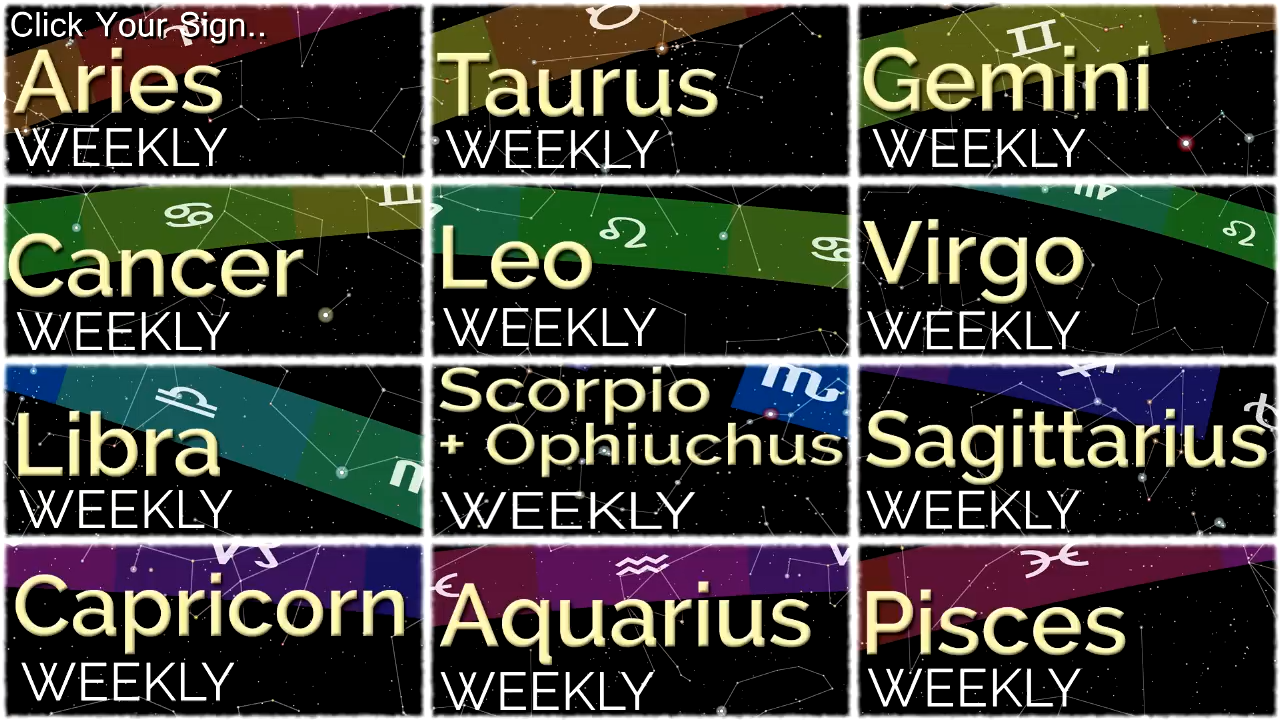 Click Your Sign..
Aries
WEEKLY
Taurus
WEEKLY
Gemini
WEEKLY
Cancer
WEEKLY
Leo
WEEKLY
Virgo
WEEKLY
Libra
WEEKLY
Scorpio
+ Ophiuchus
WEEKLY
Sagittarius
WEEKLY
Capricorn
WEEKLY
Aquarius
WEEKLY
Pisces
WEEKLY